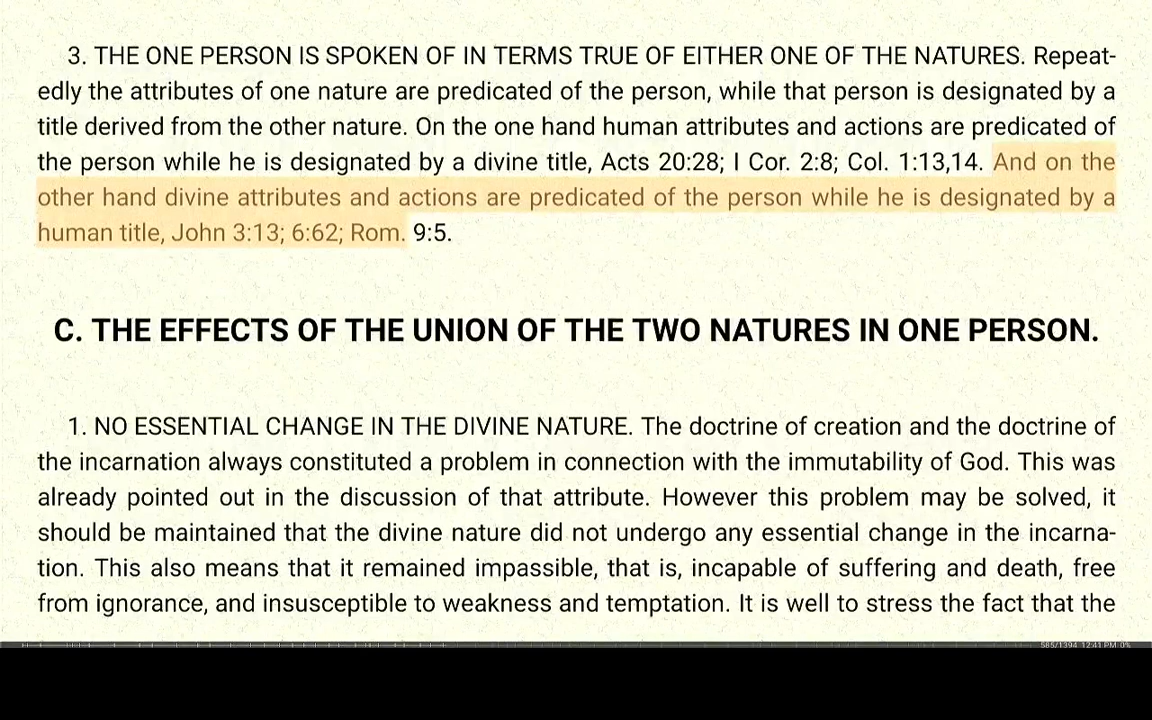 3. THE ONE PERSON IS SPOKEN OF IN TERMS TRUE OF EITHER ONE OF THE NATURES. Repeat-
edly the attributes of one nature are predicated of the person, while that person is designated by a
title derived from the other nature. On the one hand human attributes and actions are predicated of
the person while he is designated by a divine title, Acts 20:28; I Cor. 2:8; Col. 1:13,14. And on the
other hand divine attributes and actions are predicated of the person while he is designated by a
human title, John 3:13; 6:62; Rom. 9:5.
C. THE EFFECTS OF THE UNION OF THE TWO NATURES IN ONE PERSON.
1. NO ESSENTIAL CHANGE IN THE DIVINE NATURE. The doctrine of creation and the doctrine of
the incarnation always constituted a problem in connection with the immutability of God. This was
already pointed out in the discussion of that attribute. However this problem may be solved, it
should be maintained that the divine nature did not undergo any essential change in the incarna-
tion. This also means that it remained impassible, that is, incapable of suffering and death, free
from ignorance, and insusceptible to weakness and temptation. It is well to stress the fact that the
585/1394 12:41 PM 0%